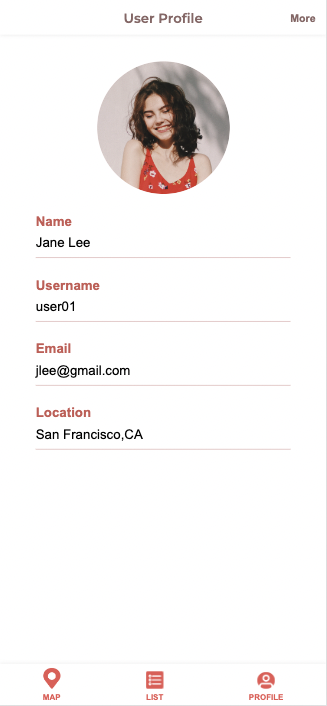 User Profile
More
Name
Jane Lee
Username
user01
Email
jlee@gmail.com
Location
San Francisco,CA
MAP
LIST
PROFILE